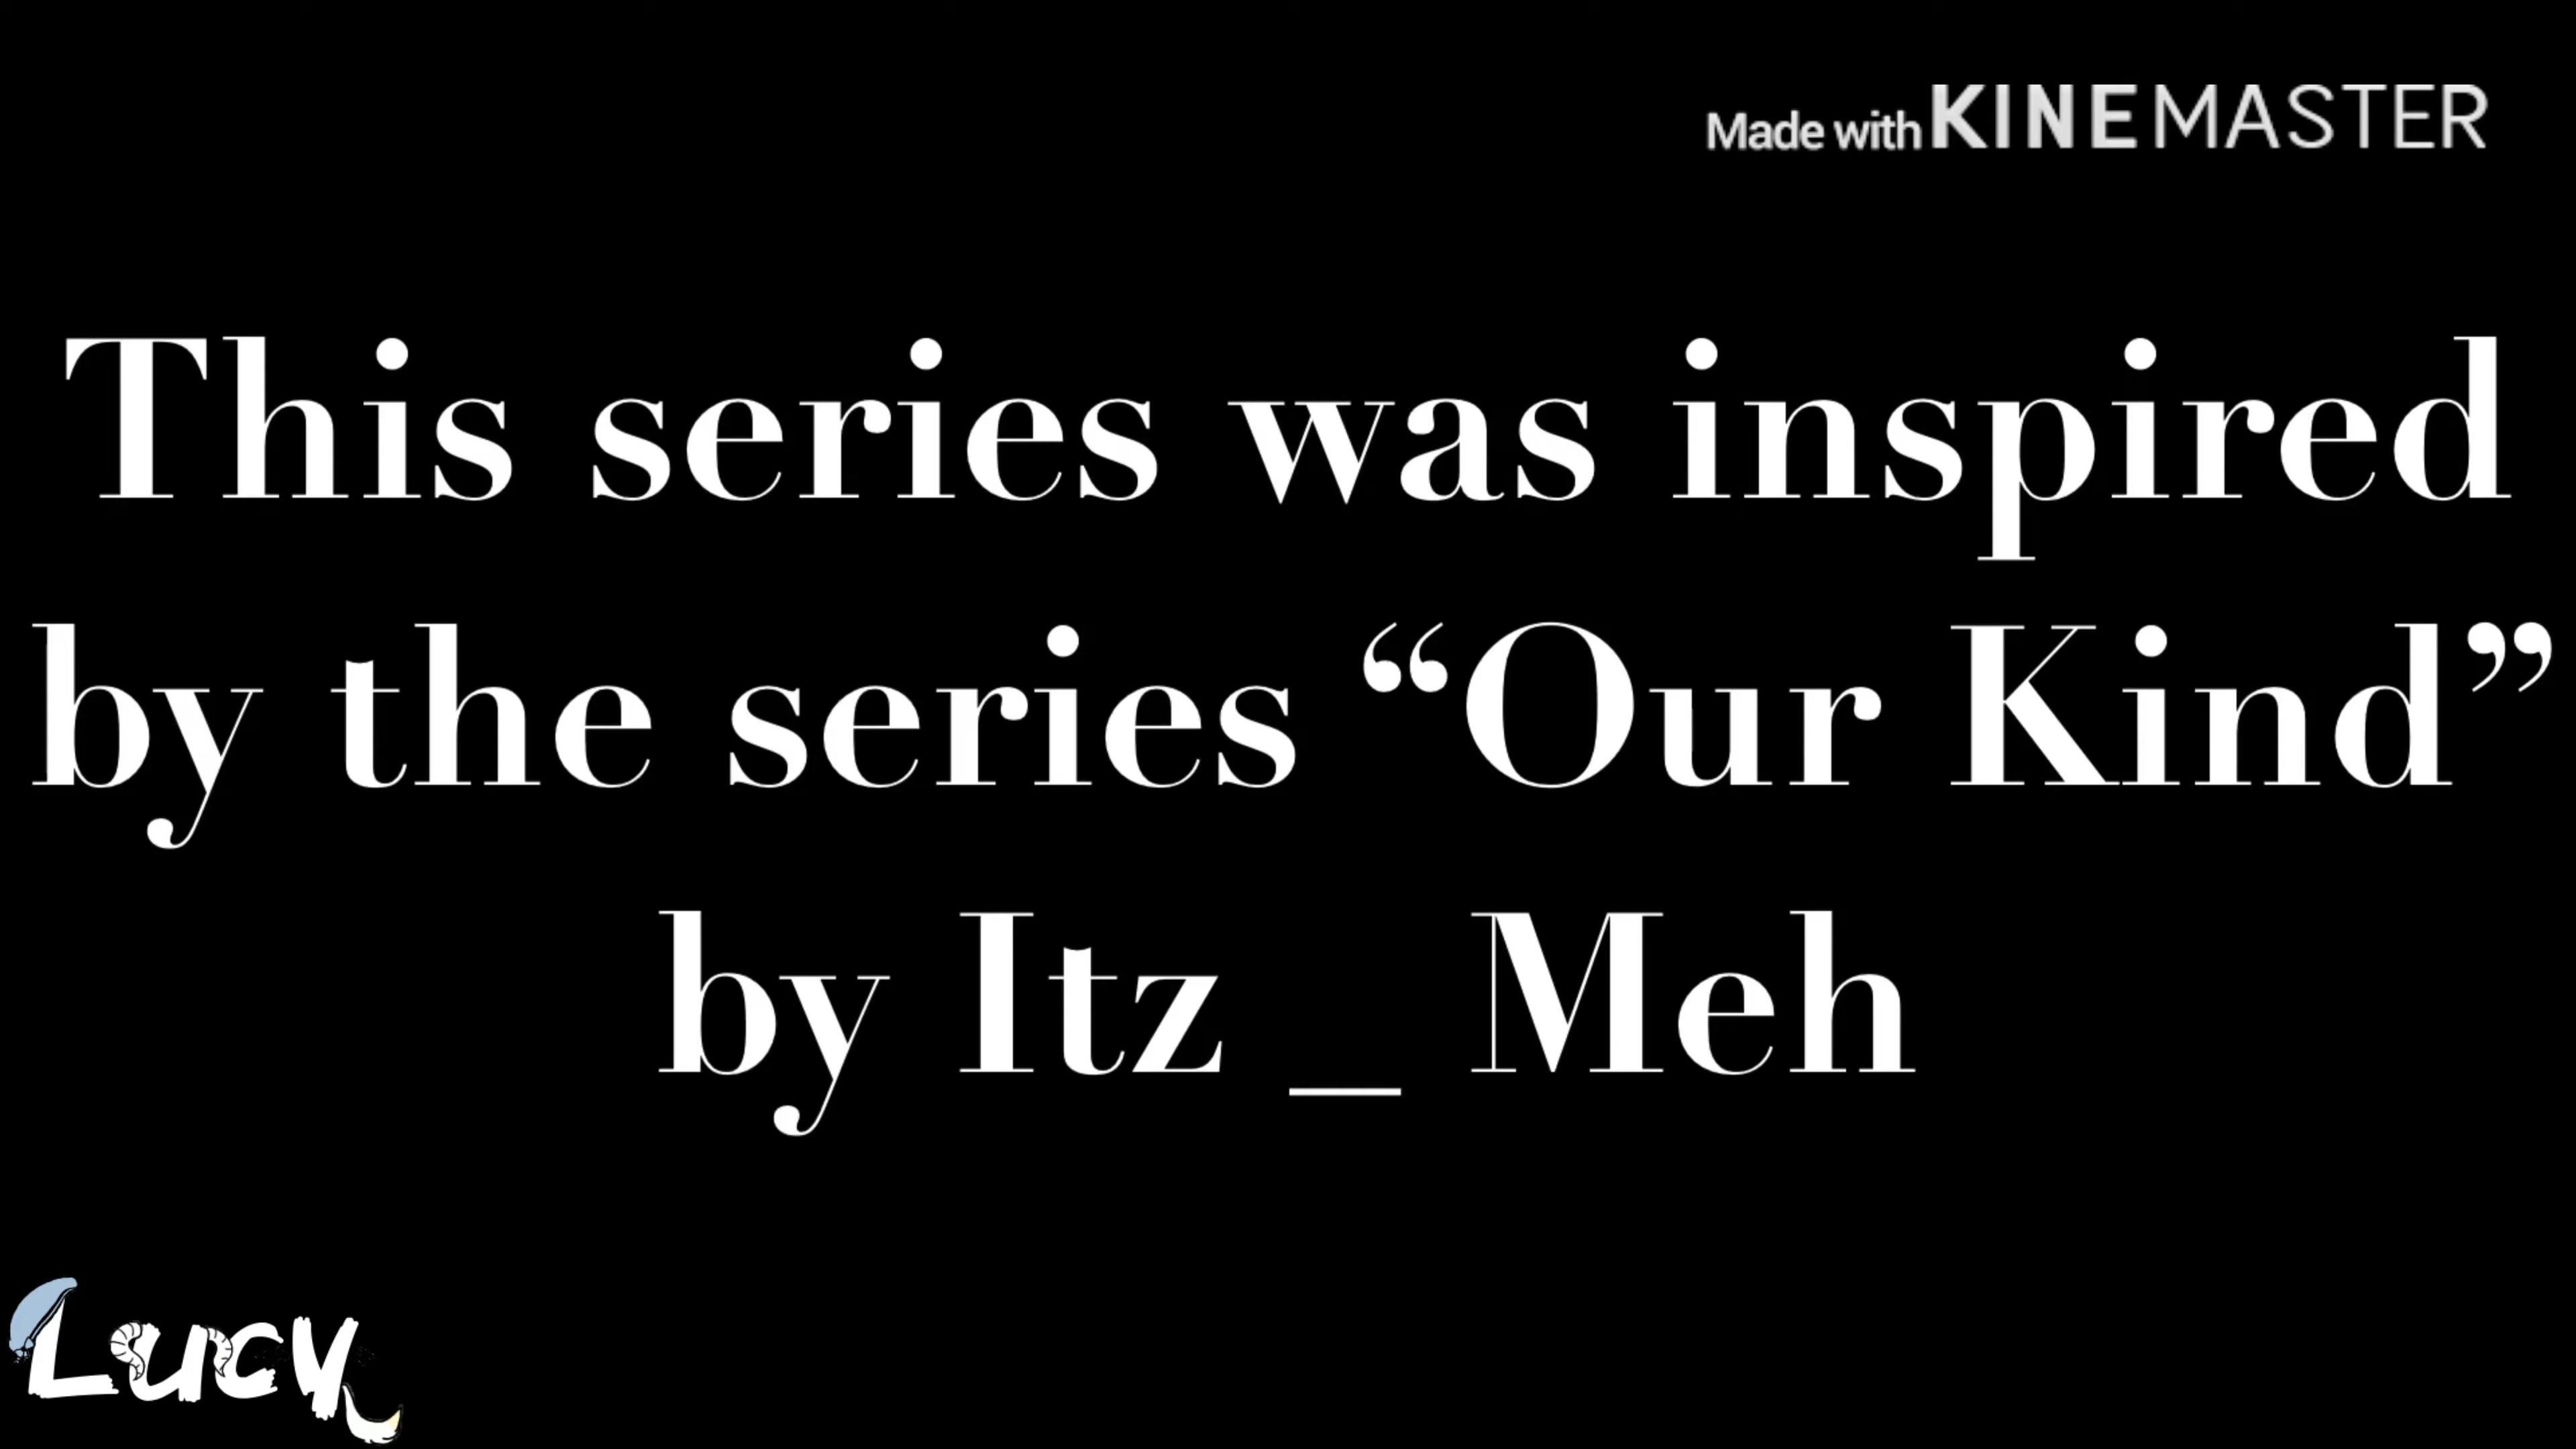 Made with KINEMASTER
This series was inspired
by the series “Our Kind”
by Itz _ Meh
Lucy